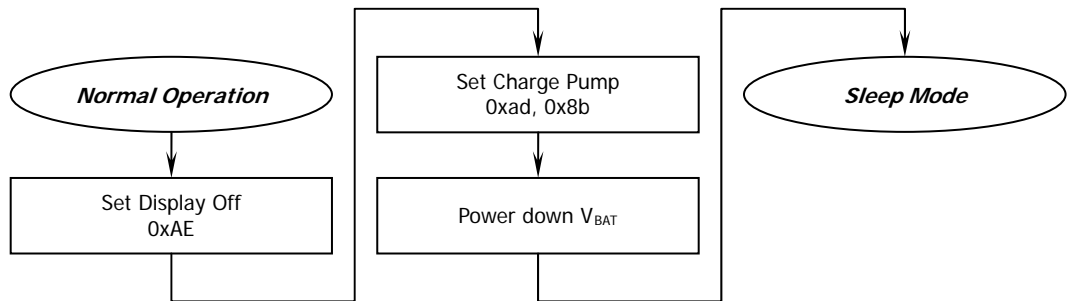 Normal Operation
Set Display Off
0xAE
Set Charge Pump
0xad, 0x8b
Power down VBAT
Sleep Mode